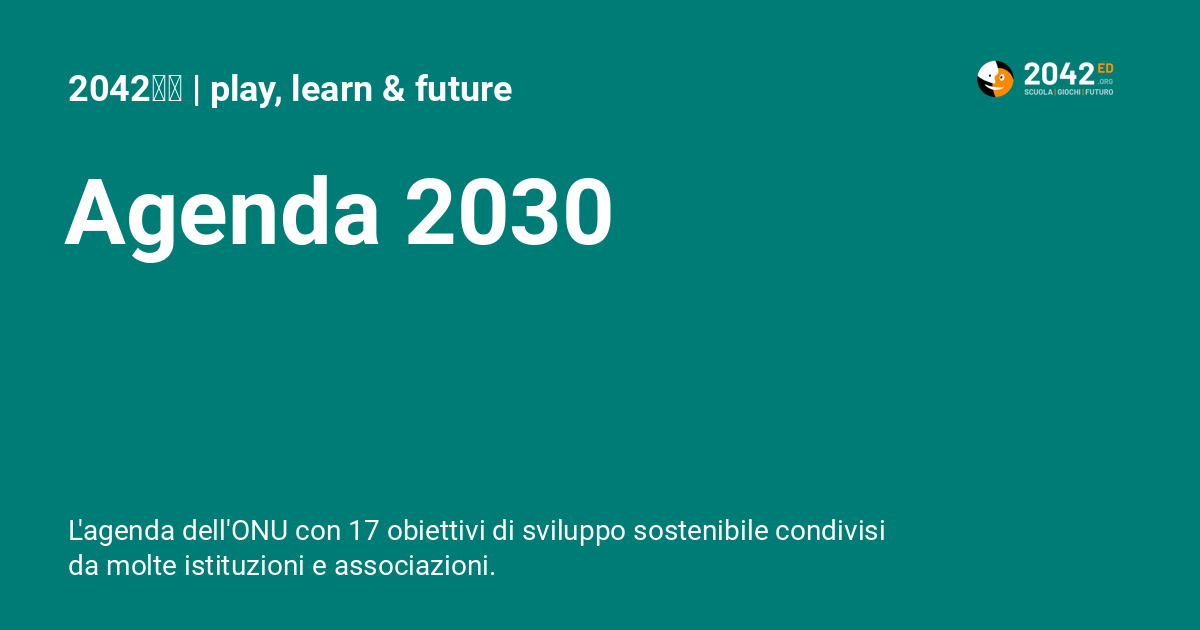 2042 | play, learn & future
2042 ED
.ORG
SCUOLA | GIOCHI | FUTURO
Agenda 2030
L'agenda dell'ONU con 17 obiettivi di sviluppo sostenibile condivisi
da molte istituzioni e associazioni.